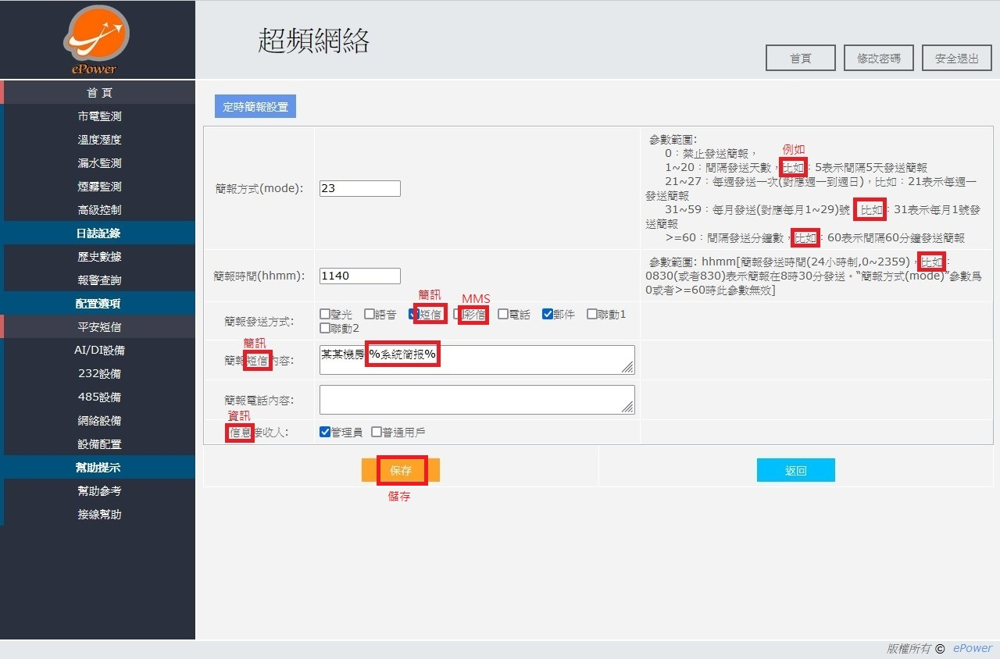 ePower
超頻網絡
首頁
修改密碼
安全退出
首 頁
市電監測
溫度溼度
漏水監測
煙霧監測
高級控制
日誌記錄
歷史數據
報警查詢
配置選項
平安短信
AI/DI設備
232設備
485設備
網絡設備
設備配置
幫助提示
幫助參考
接線幫助
定時簡報設置
簡報方式(mode):
23
參數範圍:
0：禁止發送簡報，
例如
1~20：間隔發送天數，比如：5表示間隔5天發送簡報
21~27：每週發送一次(對應週一到週日)，比如：21表示每週一
發送簡報
31~59：每月發送(對應每月1~29)號，比如：31表示每月1號發
送簡報
>=60：間隔發送分鐘數，比如：60表示間隔60分鐘發送簡報
簡報時間(hhmm):
1140
參數範圍: hhmm[簡報發送時間(24小時制,0~2359)，比如：
0830(或者830)表示簡報在8時30分發送。“簡報方式(mode)”參數爲
0或者>=60時此參數無效]
簡訊
MMS
簡報發送方式:
聲光 語音 短信 彩信 電話 郵件 聯動1
聯動2
簡訊
簡報短信內容:
某某機房%系統简报%
簡報電話內容:
資訊
信息接收人:
管理員 普通用戶
保存
返回
儲存
版權所有 © ePower